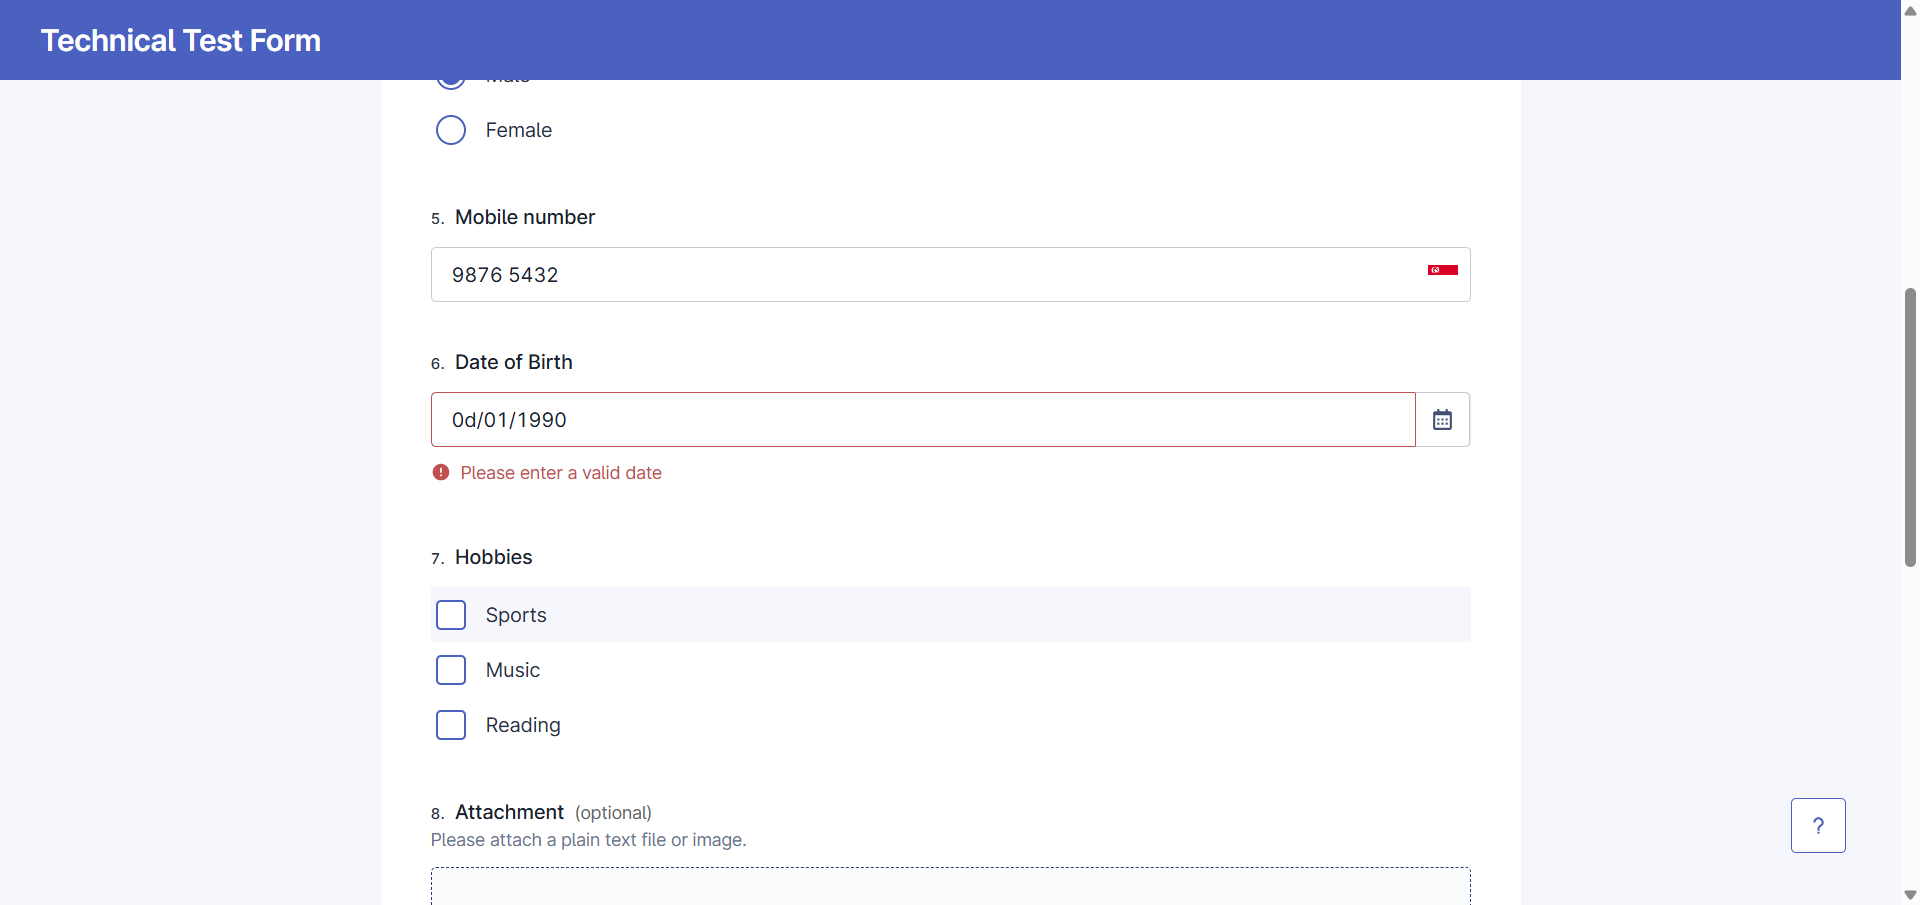 Technical Test Form
Male
Female
5. Mobile number
9876 5432
6. Date of Birth
0d/01/1990
Please enter a valid date
7. Hobbies
Sports
Music
Reading
8. Attachment (optional)
Please attach a plain text file or image.
?